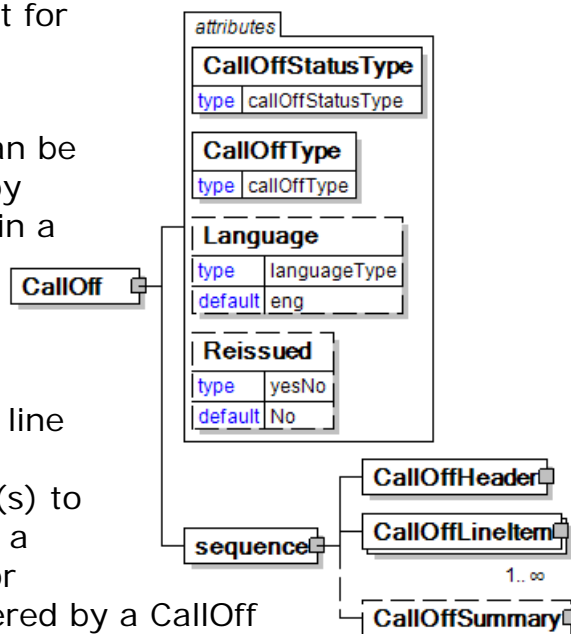 t for
an be
by
in a
line
(s) to
a
or
ered by a CallOff
attributes
CallOffStatusType
type callOffStatusType
CallOffType
type callOffType
Language
type languageType
default eng
Reissued
type yesNo
default No
CallOff
sequence
CallOffHeader
CallOffLineItem
1.. ∞
CallOffSummary